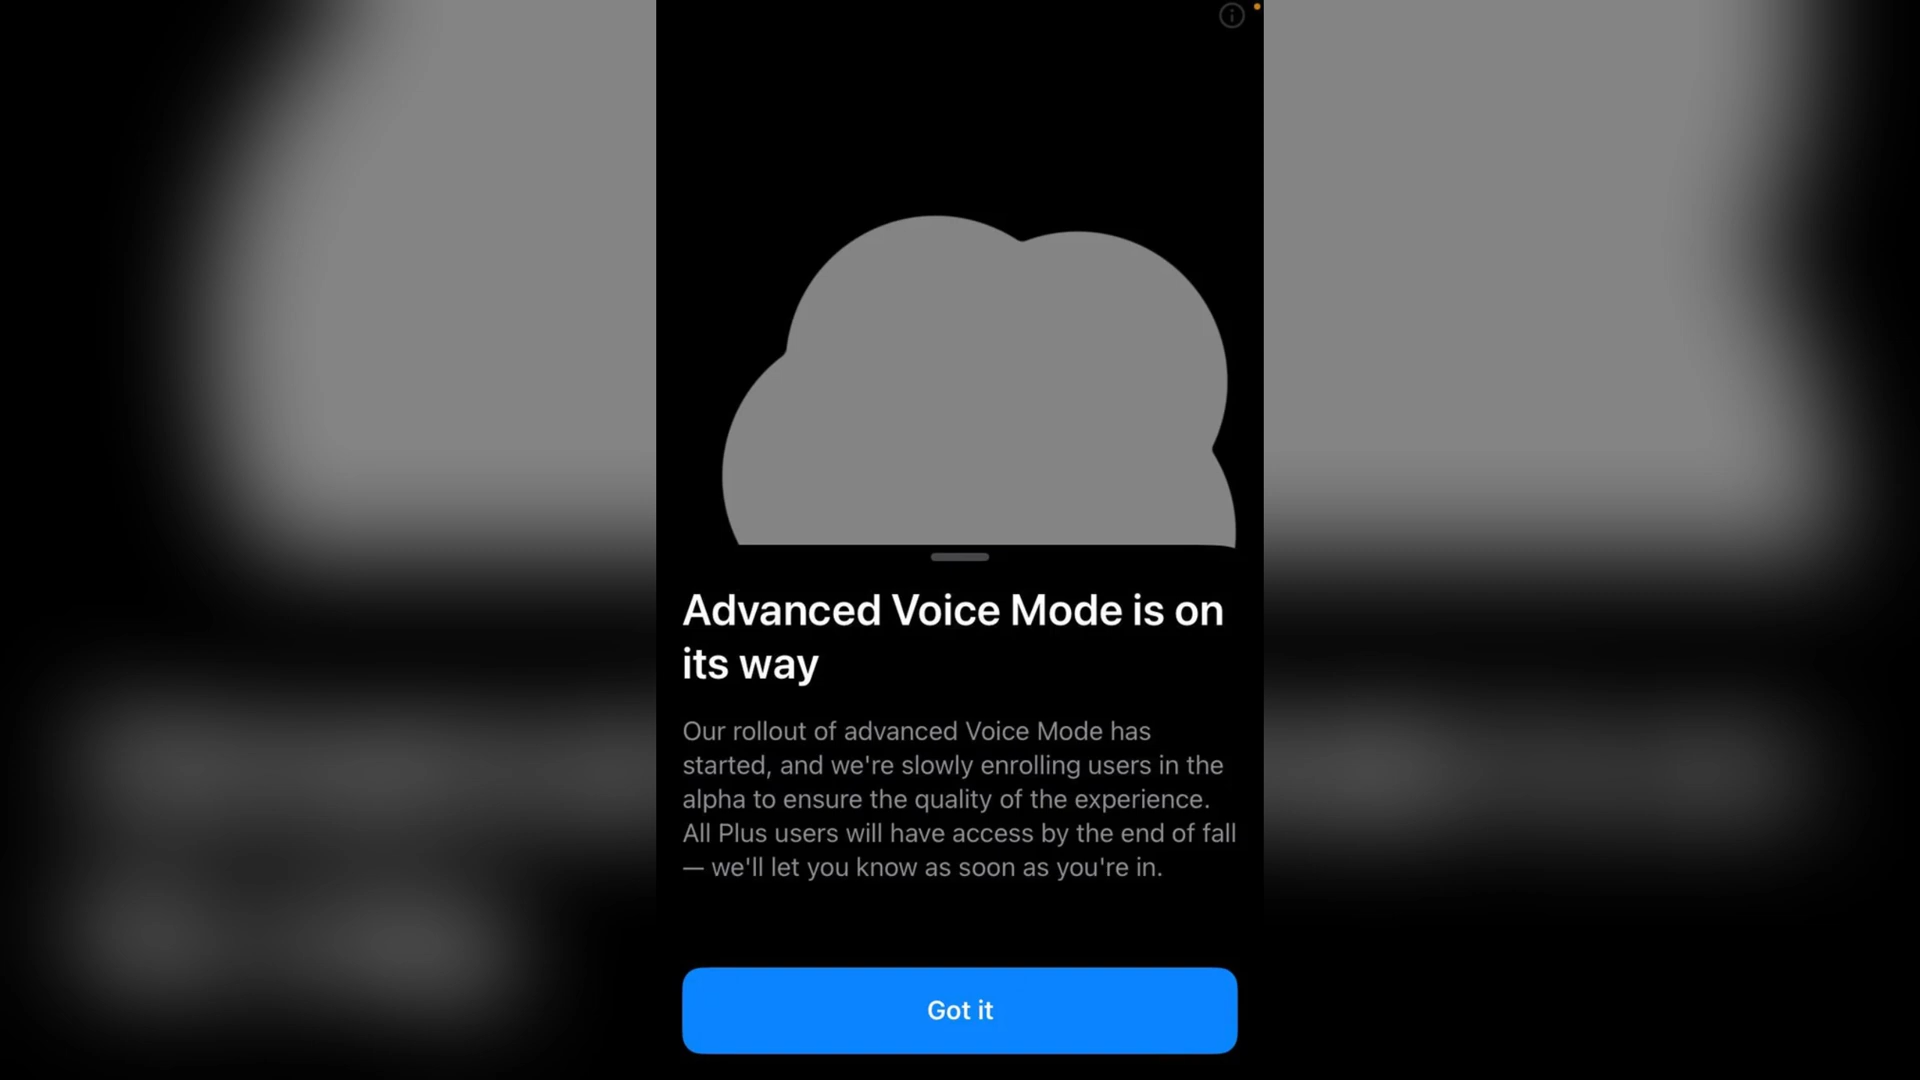 Advanced Voice Mode is on
its way
Our rollout of advanced Voice Mode has
started, and we're slowly enrolling users in the
alpha to ensure the quality of the experience.
All Plus users will have access by the end of fall
— we'll let you know as soon as you're in.
Got it